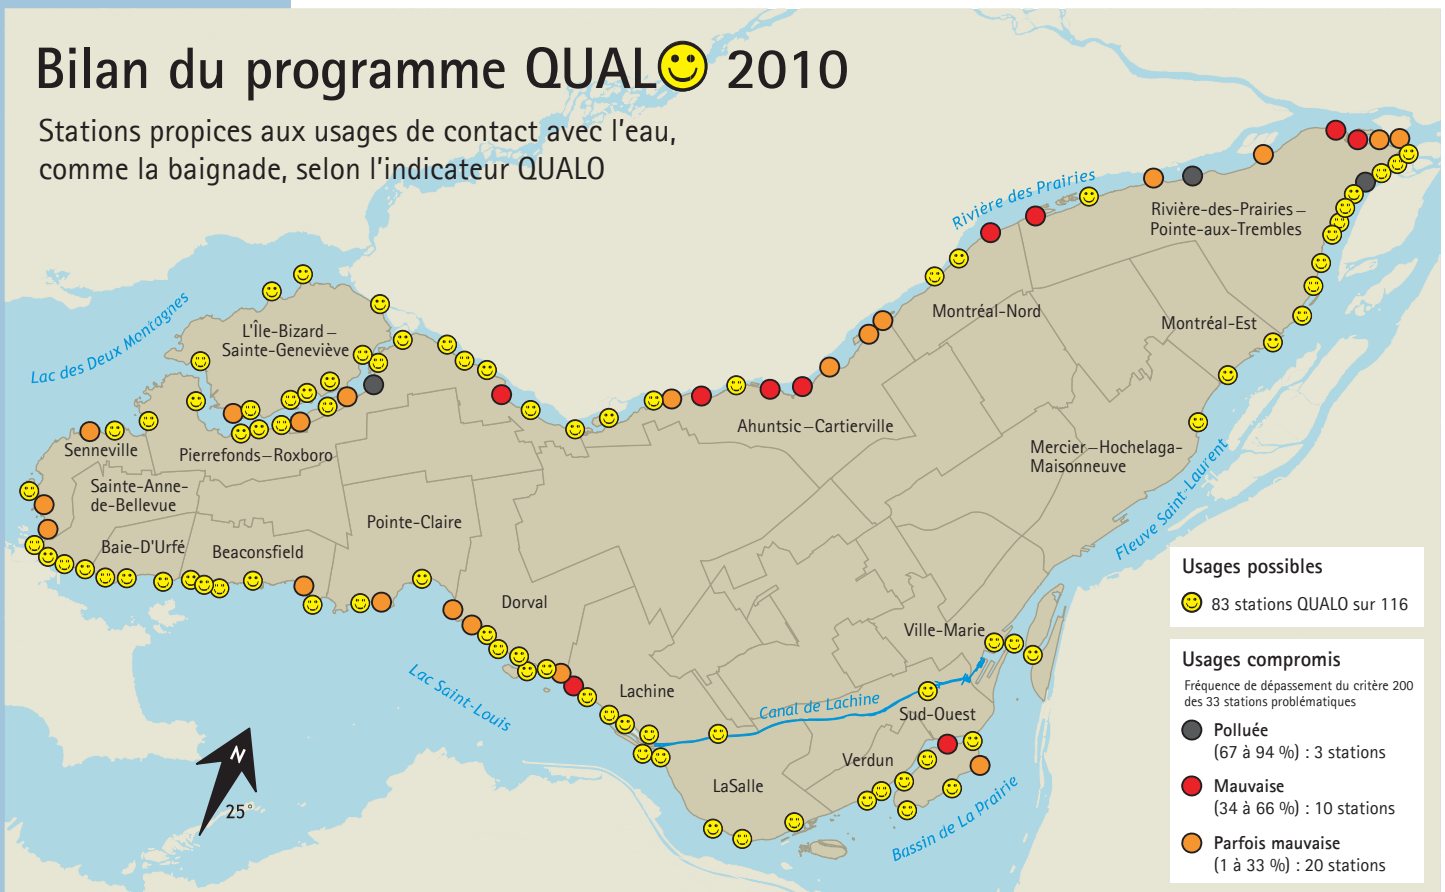 Bilan du programme QUALO 2010
Stations propices aux usages de contact avec l'eau,
comme la baignade, selon l'indicateur QUALO
Rivière des Prairies
Rivière-des-Prairies –
Pointe-aux-Trembles
Lac des Deux Montagnes
L'Île-Bizard –
Sainte-Geneviève
Montréal-Nord
Montréal-Est
Ahuntsic – Cartierville
Senneville
Pierrefonds – Roxboro
Mercier – Hochelaga-
Maisonneuve
Sainte-Anne-
de-Bellevue
Pointe-Claire
Baie-D'Urfé
Beaconsfield
Fleuve Saint-Laurent
Dorval
Ville-Marie
Lac Saint-Louis
Lachine
Canal de Lachine
Sud-Ouest
Verdun
LaSalle
Bassin de La Prairie
N
25°
Usages possibles
83 stations QUALO sur 116
Usages compromis
Fréquence de dépassement du critère 200
des 33 stations problématiques
Polluée
(67 à 94 %) : 3 stations
Mauvaise
(34 à 66 %) : 10 stations
Parfois mauvaise
(1 à 33 %) : 20 stations